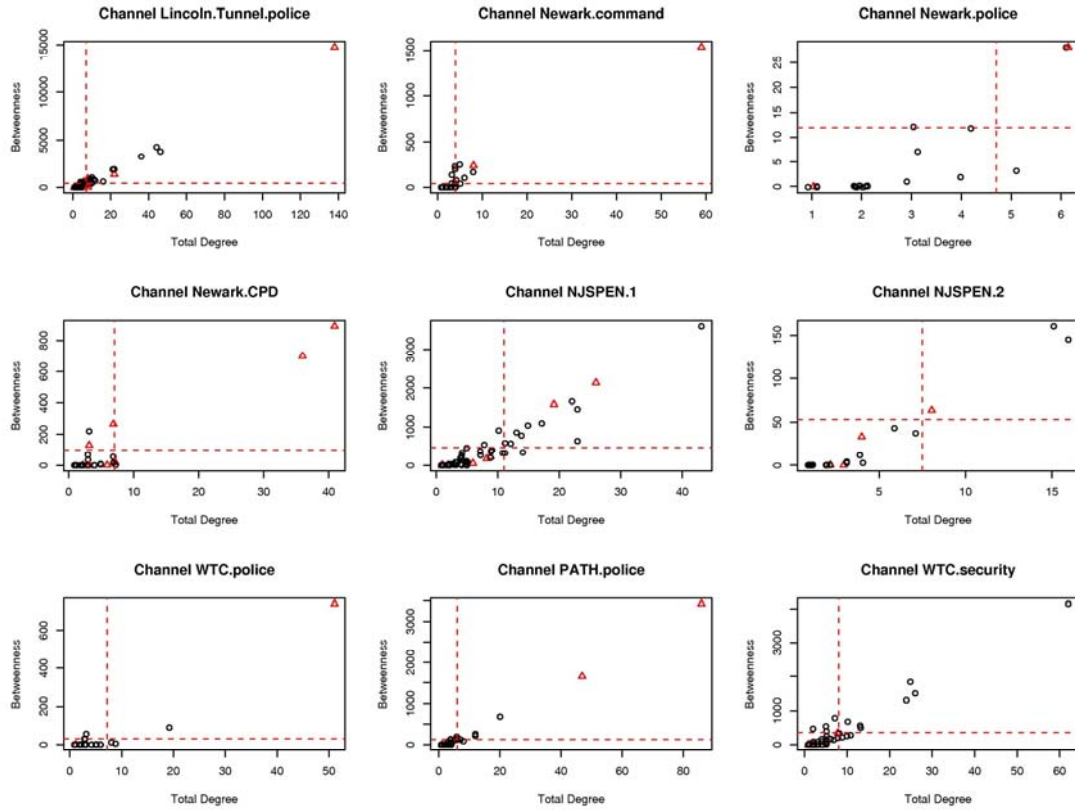 Channel Lincoln.Tunnel.police
Betweenness
0 5000 10000 15000
0 20 40 60 80 100 120 140
Total Degree
Channel Newark.command
Betweenness
0 500 1000 1500
0 10 20 30 40 50 60
Total Degree
Channel Newark.police
Betweenness
0 5 10 15 20 25
1 2 3 4 5 6
Total Degree
Channel Newark.CPD
Betweenness
0 200 400 600 800
0 10 20 30 40
Total Degree
Channel NJSPEN.1
Betweenness
0 1000 2000 3000
0 10 20 30 40
Total Degree
Channel NJSPEN.2
Betweenness
0 50 100 150
5 10 15
Total Degree
Channel WTC.police
Betweenness
0 200 400 600
0 10 20 30 40 50
Total Degree
Channel PATH.police
Betweenness
0 1000 2000 3000
0 20 40 60 80
Total Degree
Channel WTC.security
Betweenness
0 1000 3000
0 10 20 30 40 50 60
Total Degree